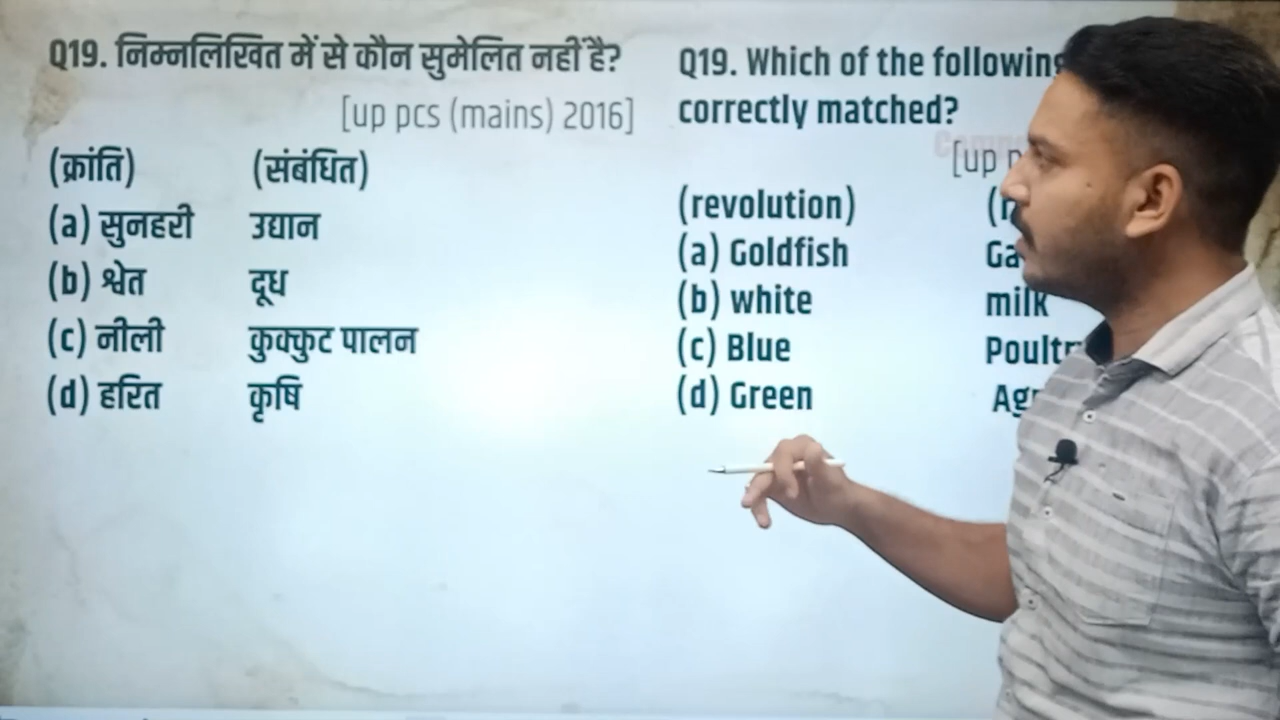 Q19. निम्नलिखित में से कौन सुमेलित नहीं है?
[up pcs (mains) 2016]
(क्रांति) (संबंधित)
(a) सुनहरी उद्यान
(b) श्वेत दूध
(c) नीली कुक्कुट पालन
(d) हरित कृषि
Q19. Which of the following
correctly matched?
[up
(revolution)
(a) Goldfish
(b) white milk
(c) Blue
(d) Green